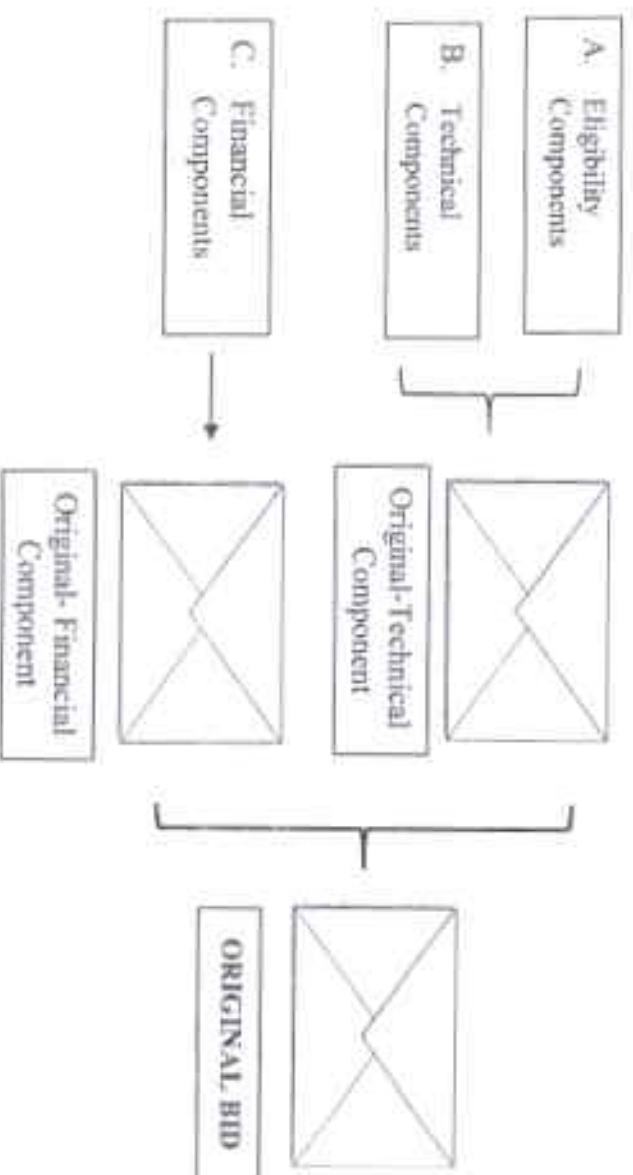 A. Eligibility
Components
B. Technical
Components
C. Financial
Components
Original-Technical
Component
Original- Financial
Component
ORIGINAL BID